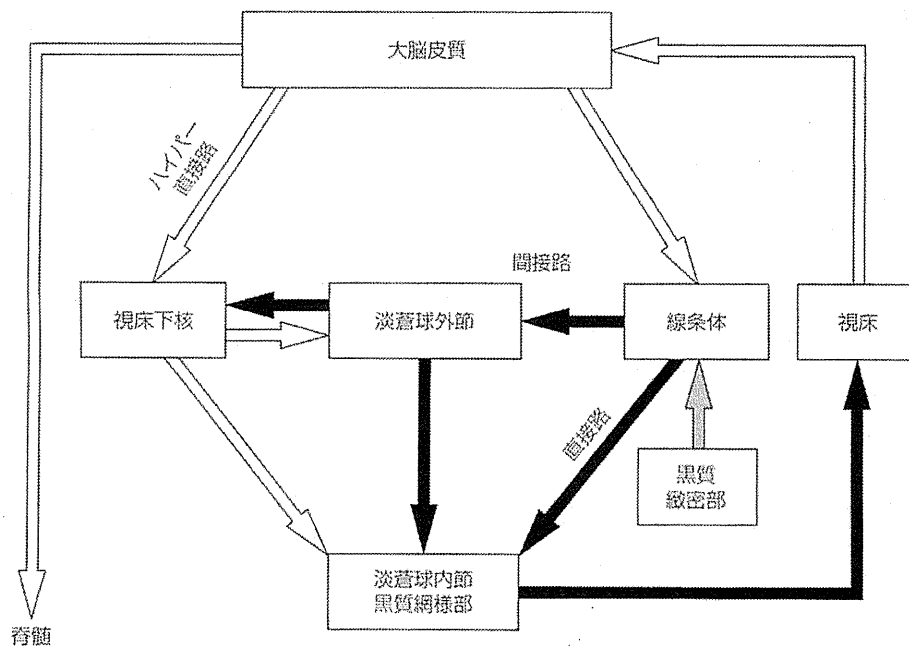 大脳皮質
ハイパー
直接路
間接路
視床下核
淡蒼球外節
線条体
視床
直接路
黒質
緻密部
淡蒼球内節
黒質網様部
脊髄